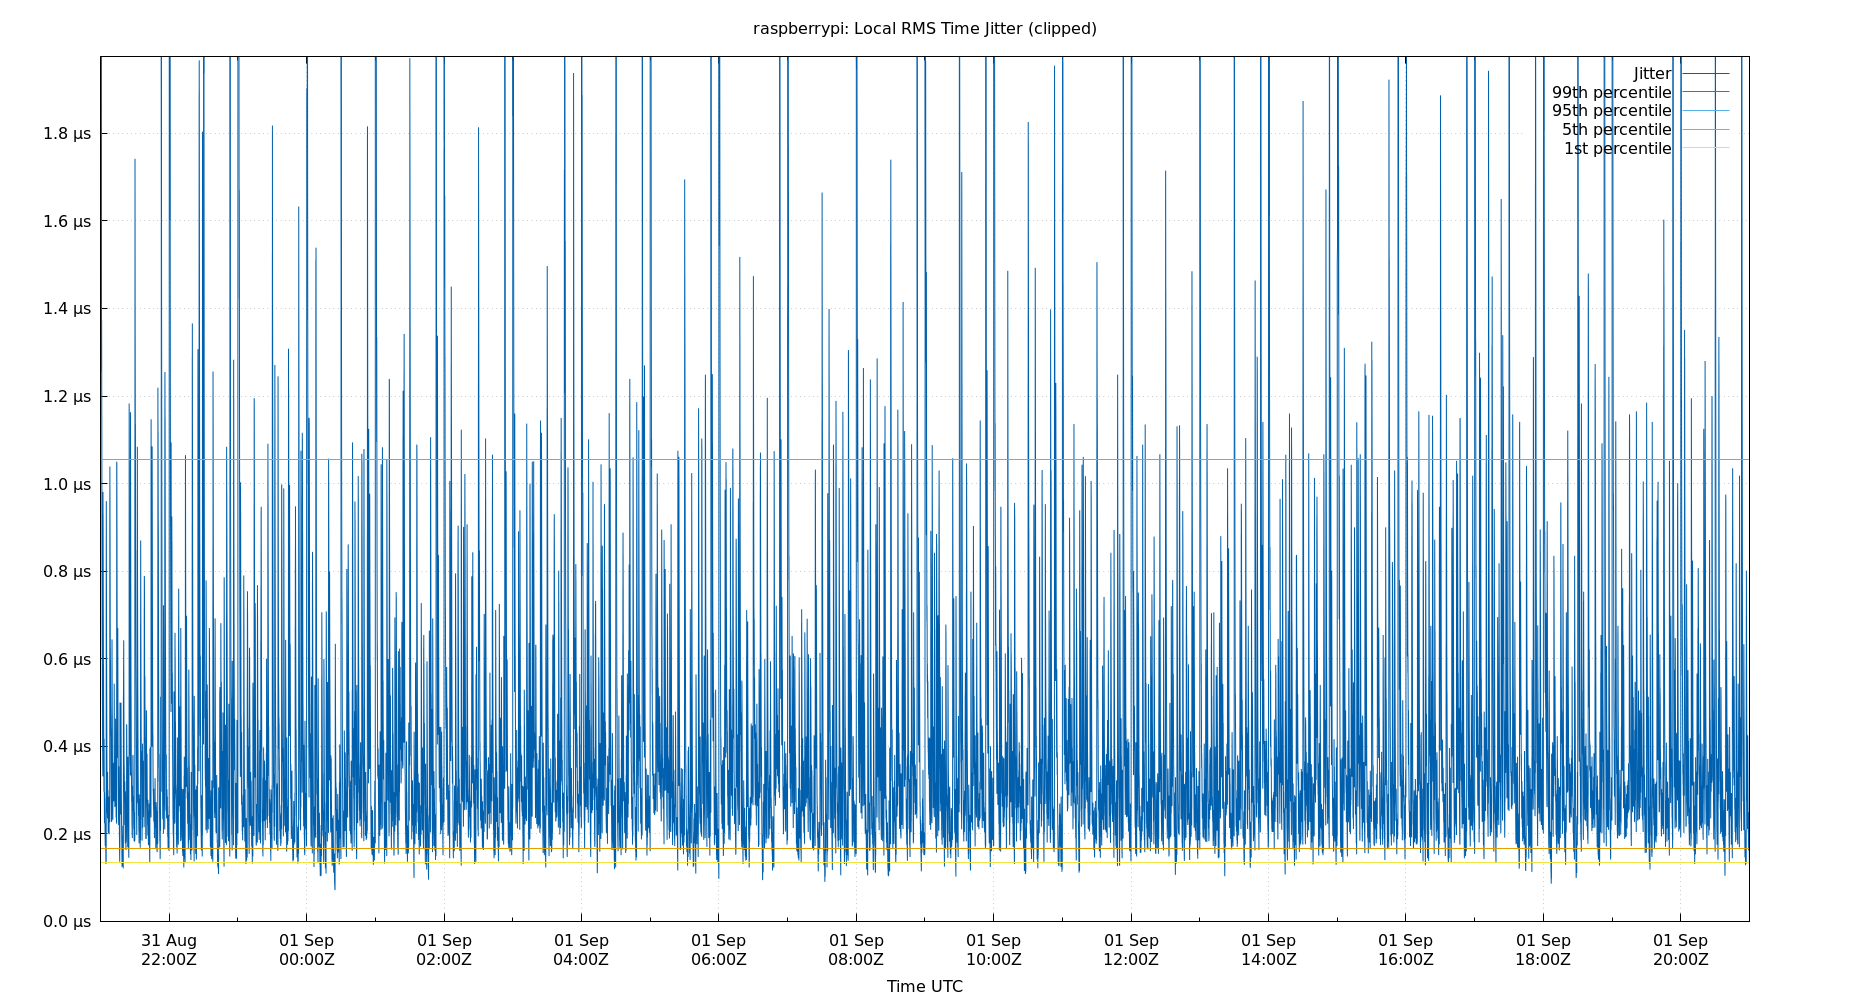 raspberrypi: Local RMS Time Jitter (clipped)
Jitter
99th percentile
95th percentile
5th percentile
1st percentile
1.8 µs
1.6 µs
1.4 µs
1.2 µs
1.0 µs
0.8 µs
0.6 µs
0.4 µs
0.2 µs
0.0 µs
31 Aug 01 Sep 01 Sep 01 Sep 01 Sep 01 Sep 01 Sep 01 Sep 01 Sep 01 Sep 01 Sep 01 Sep
22:00Z 00:00Z 02:00Z 04:00Z 06:00Z 08:00Z 10:00Z 12:00Z 14:00Z 16:00Z 18:00Z 20:00Z
Time UTC